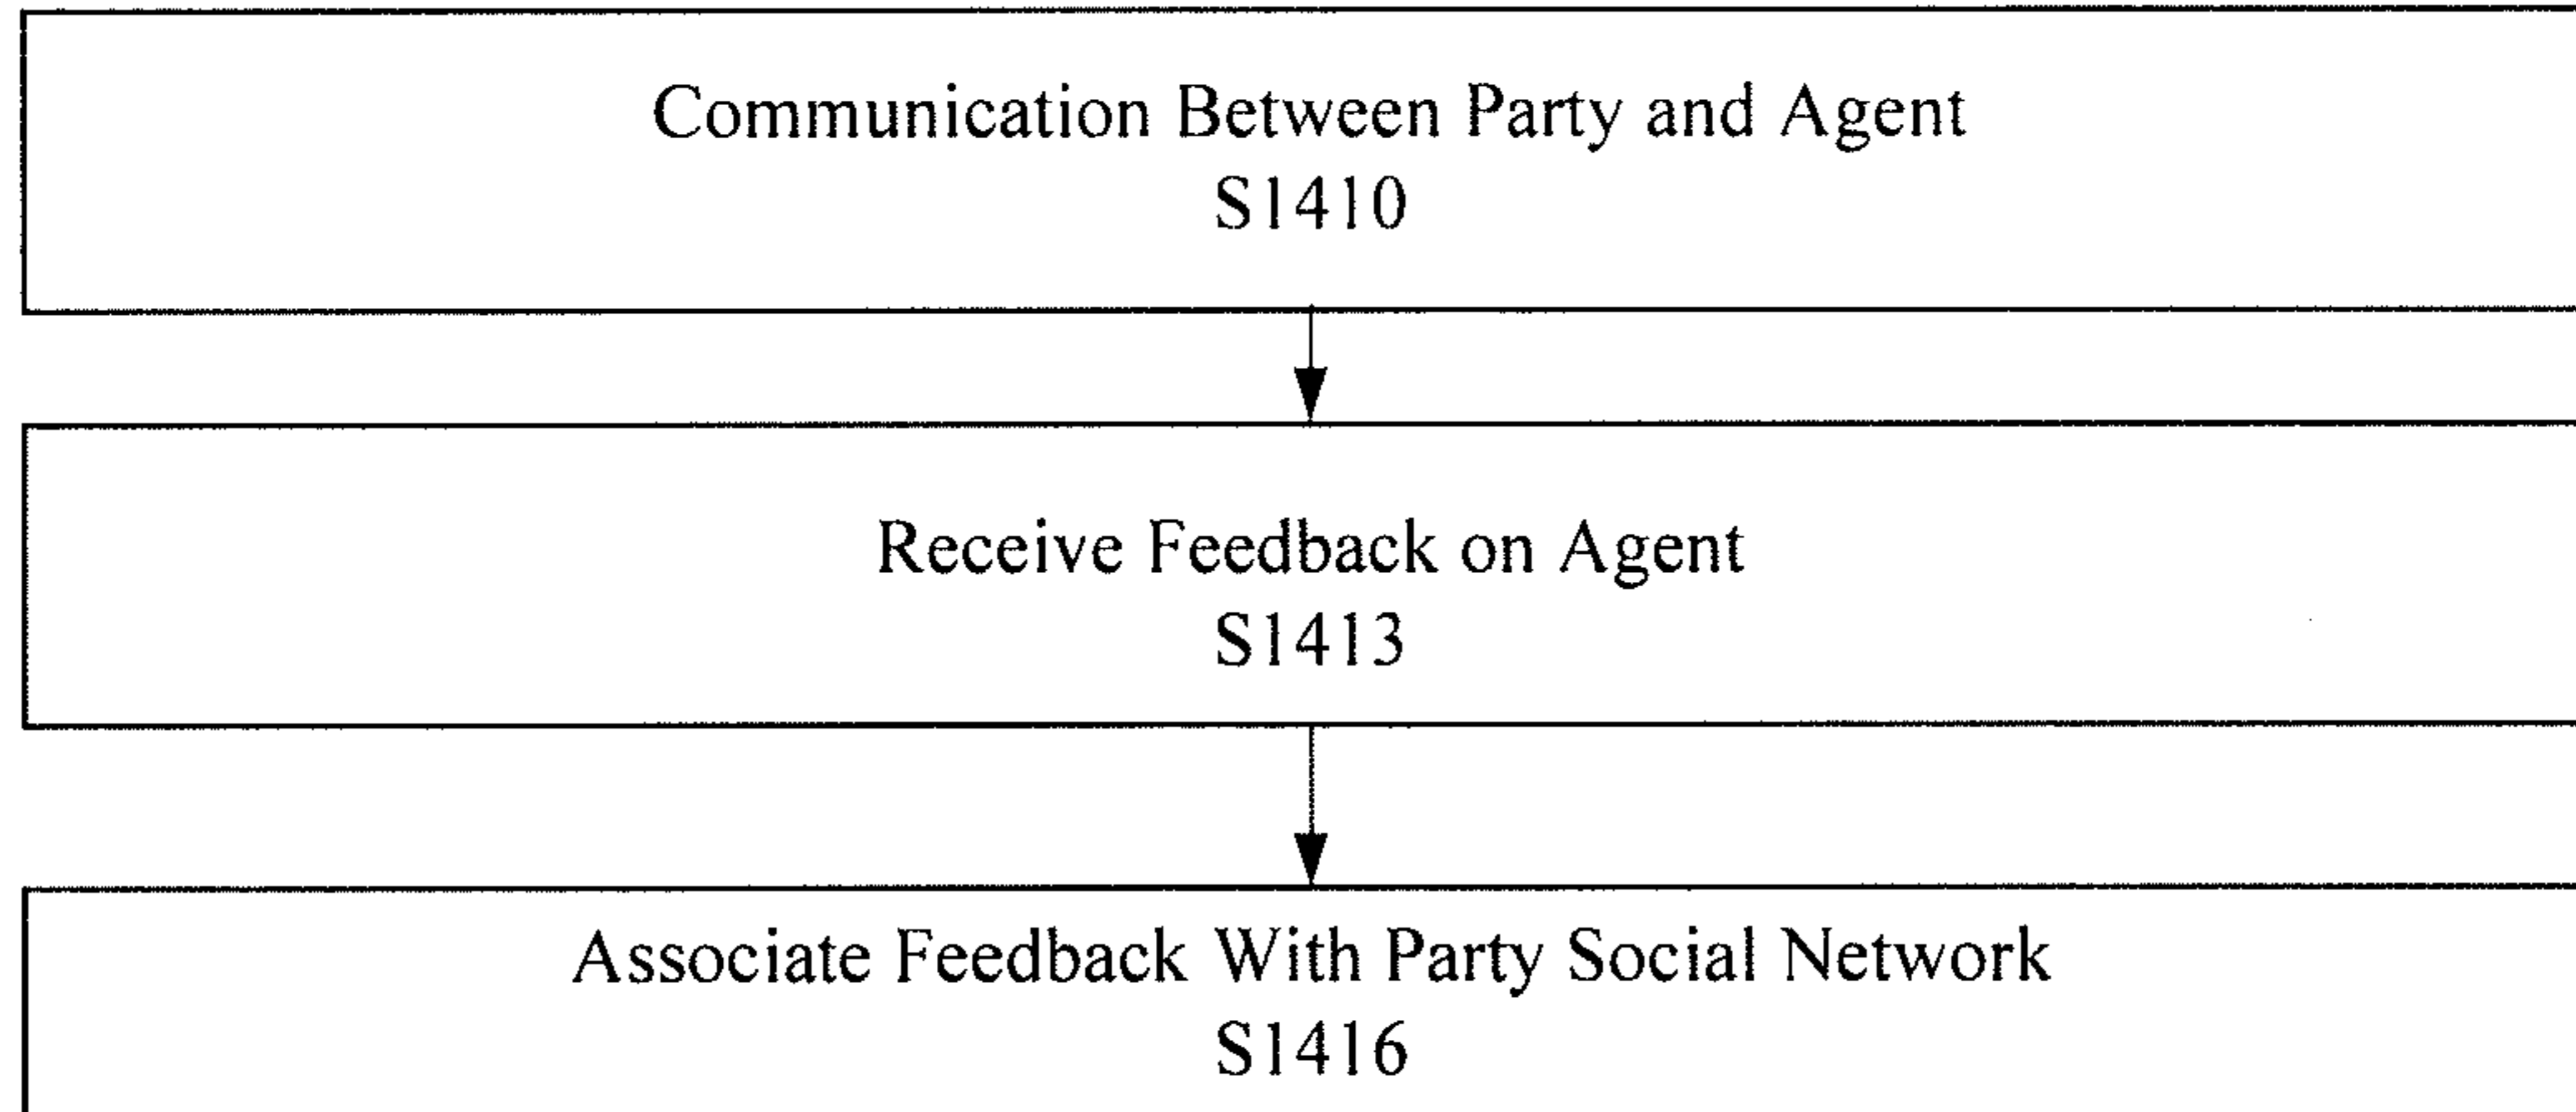 Communication Between Party and Agent
S1410
Receive Feedback on Agent
S1413
Associate Feedback With Party Social Network
S1416